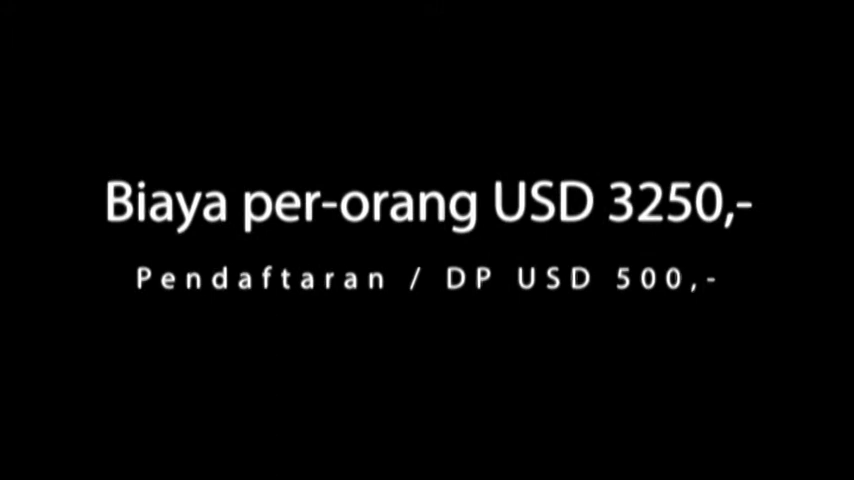 Biaya per-orang USD 3250,-
Pendaftaran / DP USD 500,-